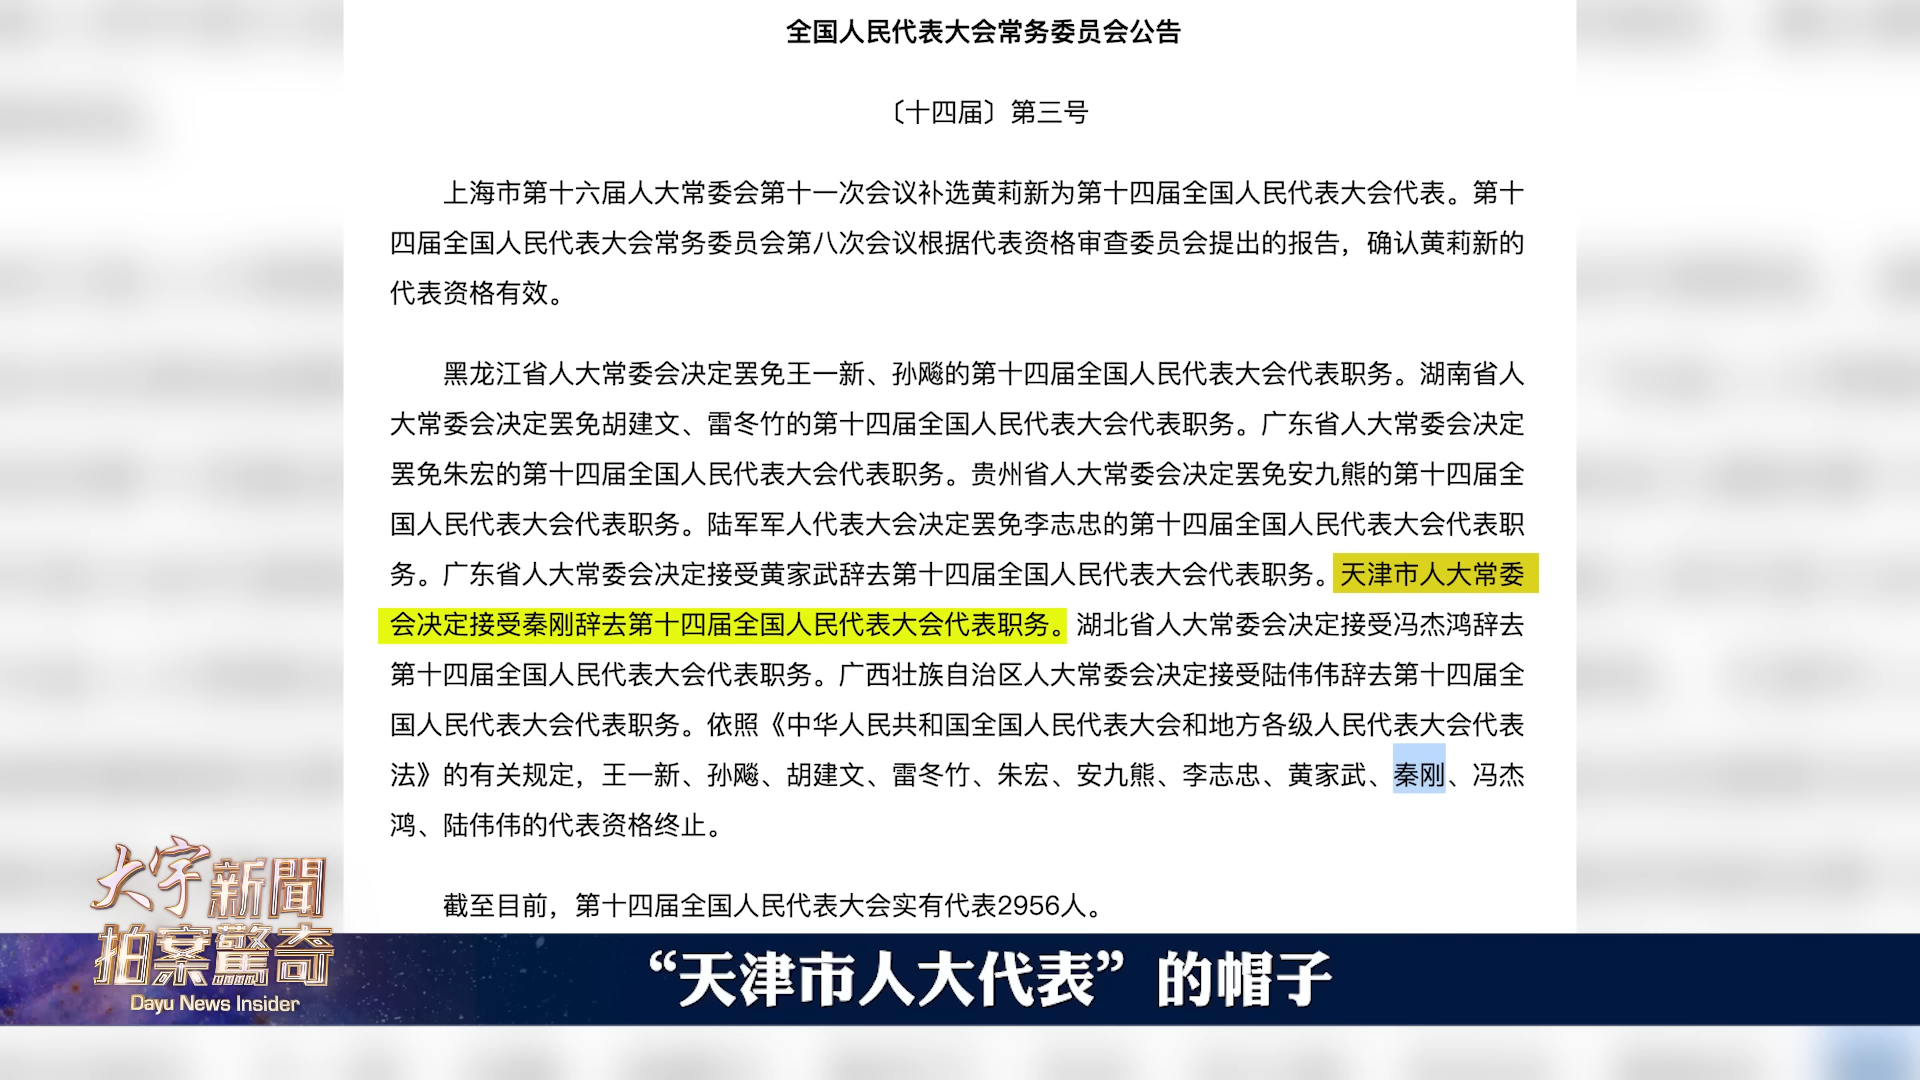 全国人民代表大会常务委员会公告
〔十四届〕第三号
上海市第十六届人大常委会第十一次会议补选黄莉新为第十四届全国人民代表大会代表。第十
四届全国人民代表大会常务委员会第八次会议根据代表资格审查委员会提出的报告，确认黄莉新的
代表资格有效。
黑龙江省人大常委会决定罢免王一新、孙飚的第十四届全国人民代表大会代表职务。湖南省人
大常委会决定罢免胡建文、雷冬竹的第十四届全国人民代表大会代表职务。广东省人大常委会决定
罢免朱宏的第十四届全国人民代表大会代表职务。贵州省人大常委会决定罢免安九熊的第十四届全
国人民代表大会代表职务。陆军军人代表大会决定罢免李志忠的第十四届全国人民代表大会代表职
务。广东省人大常委会决定接受黄家武辞去第十四届全国人民代表大会代表职务。天津市人大常委
会决定接受秦刚辞去第十四届全国人民代表大会代表职务。湖北省人大常委会决定接受冯杰鸿辞去
第十四届全国人民代表大会代表职务。广西壮族自治区人大常委会决定接受陆伟伟辞去第十四届全
国人民代表大会代表职务。依照《中华人民共和国全国人民代表大会和地方各级人民代表大会代表
法》的有关规定，王一新、孙飚、胡建文、雷冬竹、朱宏、安九熊、李志忠、黄家武、秦刚、冯杰
鸿、陆伟伟的代表资格终止。
截至目前，第十四届全国人民代表大会实有代表2956人。
大宇新聞
拍案驚奇
Dayu News Insider
“天津市人大代表”的帽子